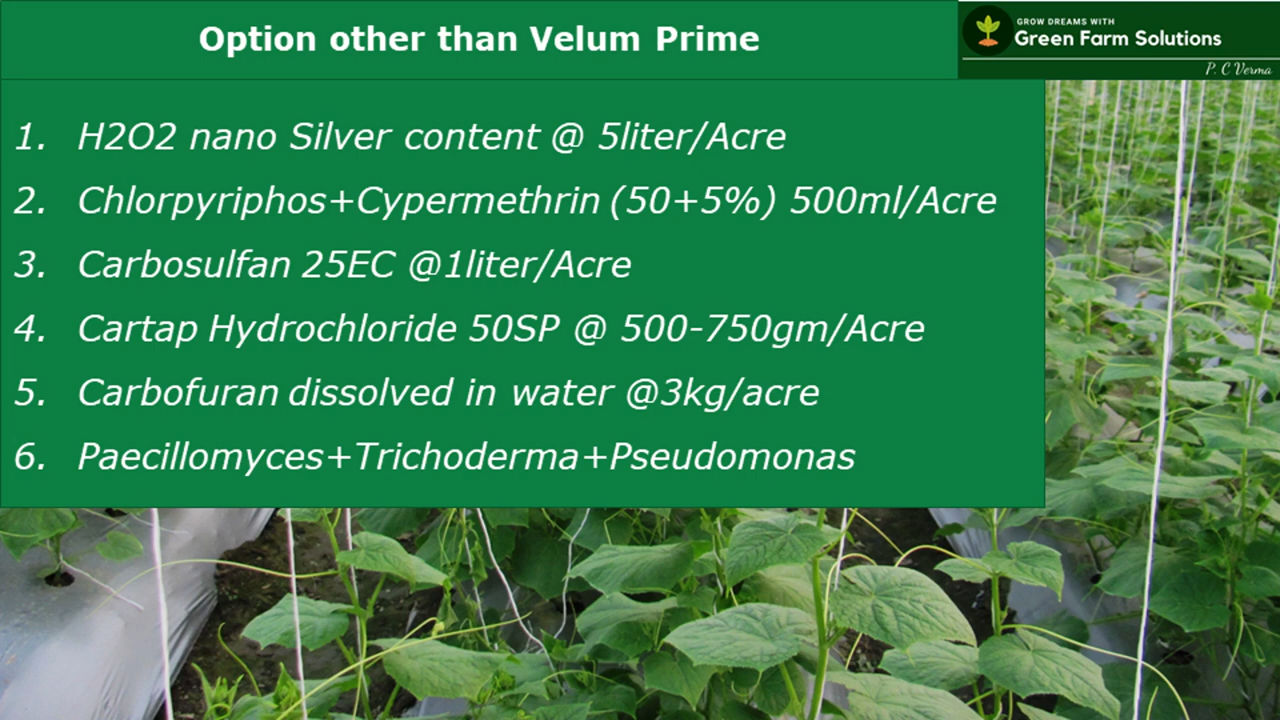 Option other than Velum Prime
GROW DREAMS WITH
Green Farm Solutions
P. C Verma
1. H2O2 nano Silver content @ 5liter/Acre
2. Chlorpyriphos+Cypermethrin (50+5%) 500ml/Acre
3. Carbosulfan 25EC @1liter/Acre
4. Cartap Hydrochloride 50SP @ 500-750gm/Acre
5. Carbofuran dissolved in water @3kg/acre
6. Paecillomyces+Trichoderma+Pseudomonas